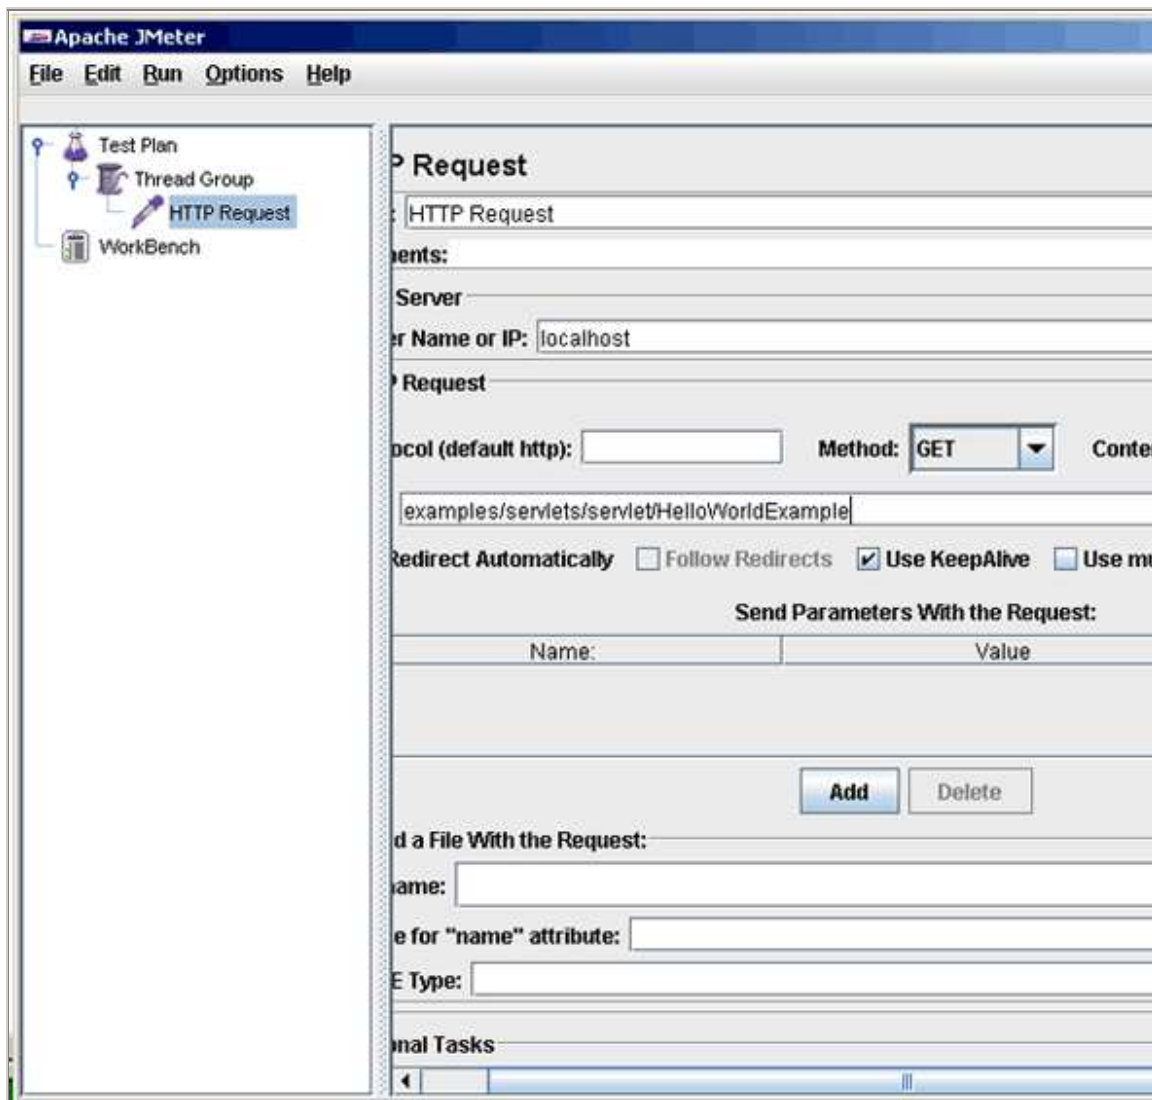 Apache JMeter
File Edit Run Options Help
Test Plan
Thread Group
HTTP Request
WorkBench
P Request
: HTTP Request
nents:
Server
er Name or IP: localhost
P Request
ocol (default http): Method: GET Conte
examples/servlets/servlet/HelloWorldExample
Redirect Automatically Follow Redirects Use KeepAlive Use mu
Send Parameters With the Request:
Name: Value
Add Delete
d a File With the Request:
ame:
e for "name" attribute:
E Type:
onal Tasks